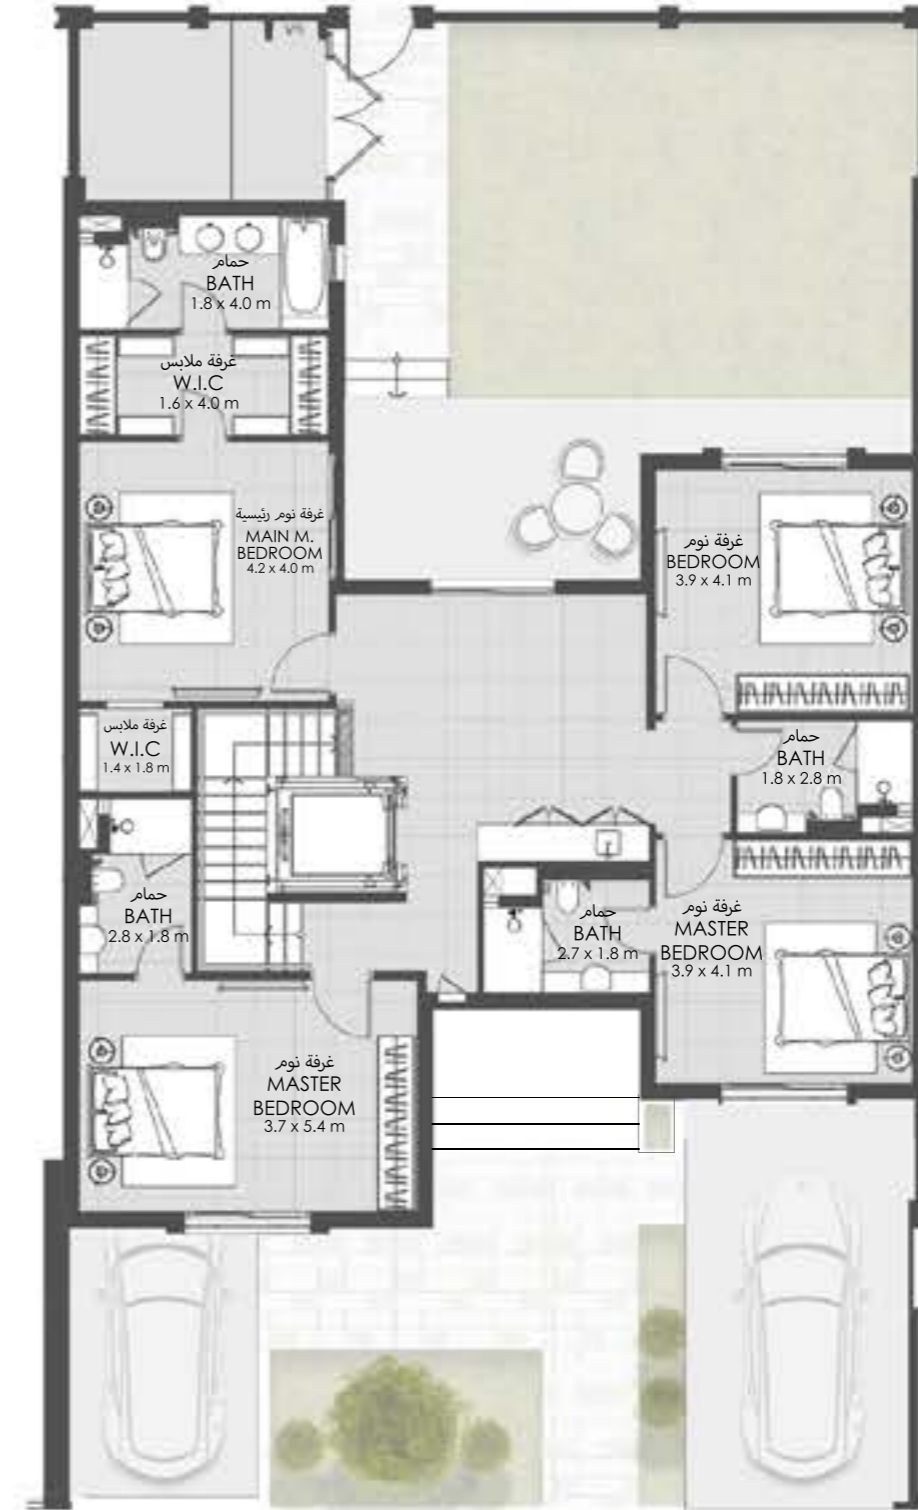 حمام
BATH
1.8 x 4.0 m
غرفة ملابس
W.I.C
1.6 x 4.0 m
غرفة نوم رئيسية
MAIN M.
BEDROOM
4.2 x 4.0 m
غرفة نوم
BEDROOM
3.9 x 4.1 m
غرفة ملابس
W.I.C
1.4 x 1.8 m
حمام
BATH
1.8 x 2.8 m
حمام
BATH
2.8 x 1.8 m
حمام
BATH
2.7 x 1.8 m
غرفة نوم
MASTER
BEDROOM
3.9 x 4.1 m
غرفة نوم
MASTER
BEDROOM
3.7 x 5.4 m